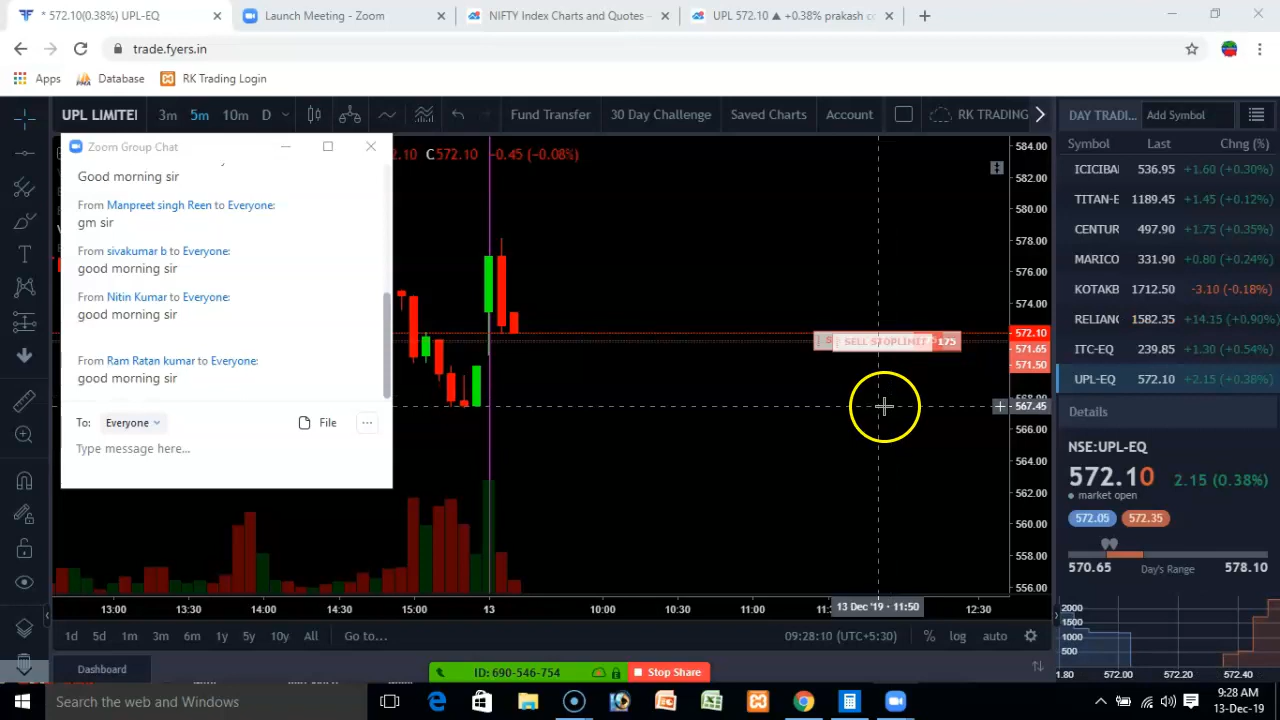 * 572.10(0.38%) UPL-EQ
Launch Meeting - Zoom
NIFTY Index Charts and Quotes
UPL 572.10 ▲ +0.38% prakash
trade.fyers.in
Apps
Database
RK Trading Login
UPL LIMITE
3m 5m 10m D
Fund Transfer
30 Day Challenge
Saved Charts
Account
RK TRADING
DAY TRADI...
Add Symbol
Zoom Group Chat
C572.10 -0.45 (-0.08%)
Good morning sir
From Manpreet singh Reen to Everyone:
gm sir
From sivakumar b to Everyone:
good morning sir
From Nitin Kumar to Everyone:
good morning sir
From Ram Ratan kumar to Everyone:
good morning sir
To: Everyone
File
Type message here...
SELL STOPLIMIT
175
584.00
582.00
580.00
578.00
576.00
574.00
572.10
571.65
571.50
567.45
566.00
564.00
562.00
560.00
558.00
556.00
Symbol Last Chng (%)
ICICIBA 536.95 +1.60 (+0.30%)
TITAN-E 1189.45 +1.45 (+0.12%)
CENTUR 497.90 +1.75 (+0.35%)
MARICO 331.90 +0.80 (+0.24%)
KOTAKB 1712.50 -3.10 (-0.18%)
RELIAN 1582.35 +14.15 (+0.90%)
ITC-EQ 239.85 +1.30 (+0.54%)
UPL-EQ 572.10 +2.15 (+0.38%)
Details
NSE:UPL-EQ
572.10 2.15 (0.38%)
market open
572.05 572.35
570.65 Day's Range 578.10
2000
1500
1000
500
1.80 572.00 572.20 572.40
13:00 13:30 14:00 14:30 15:00 13 10:00 10:30 11:00
13 Dec '19 - 11:50
12:30
1d 5d 1m 3m 6m 1y 5y 10y All Go to...
09:28:10 (UTC+5:30) % log auto
Dashboard
ID: 690-546-754
Stop Share
Search the web and Windows
9:28 AM
13-Dec-19